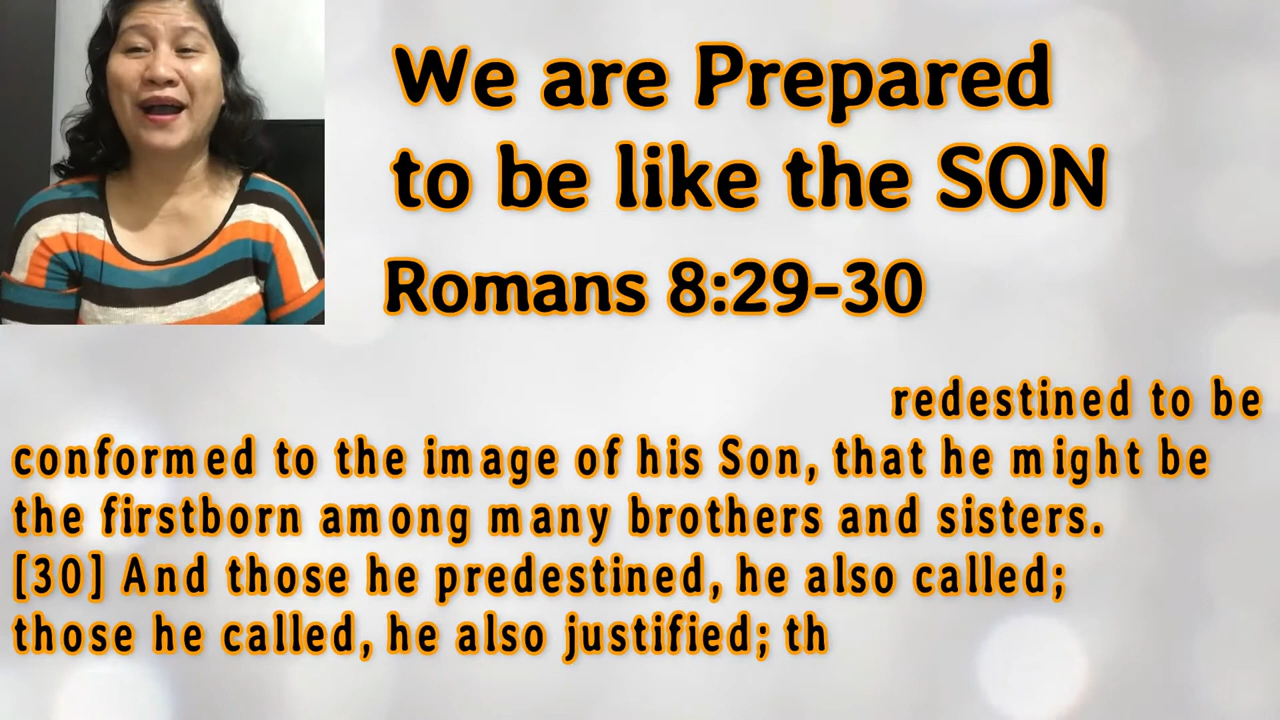 We are Prepared
to be like the SON
Romans 8:29-30
redestined to be
conformed to the image of his Son, that he might be
the firstborn among many brothers and sisters.
[30] And those he predestined, he also called;
those he called, he also justified; th